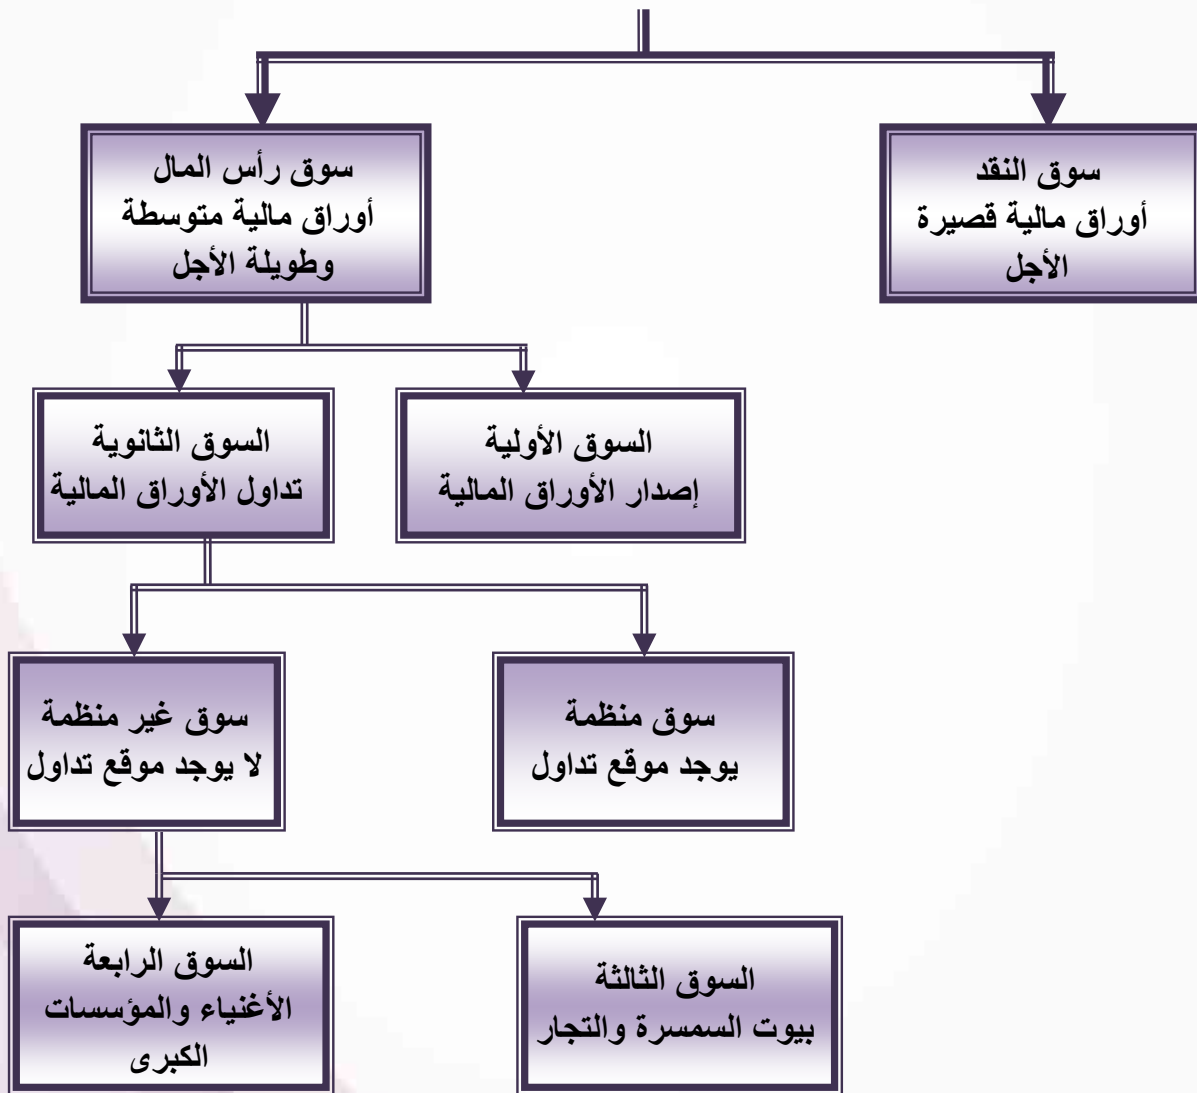 سوق النقد
أوراق مالية قصيرة
الأجل
سوق رأس المال
أوراق مالية متوسطة
وطويلة الأجل
السوق الأولية
إصدار الأوراق المالية
السوق الثانوية
تداول الأوراق المالية
سوق منظمة
يوجد موقع تداول
سوق غير منظمة
لا يوجد موقع تداول
السوق الثالثة
بيوت السمسرة والتجار
السوق الرابعة
الأغنياء والمؤسسات
الكبرى